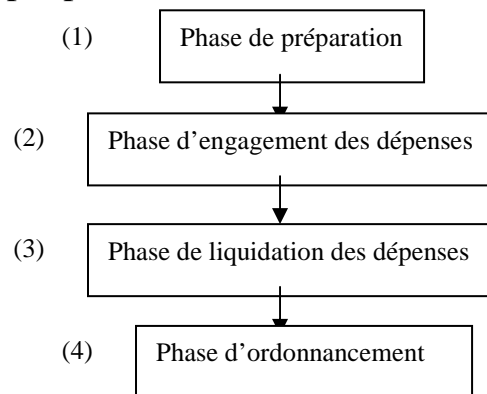 (1) Phase de préparation
(2) Phase d’engagement des dépenses
(3) Phase de liquidation des dépenses
(4) Phase d’ordonnancement